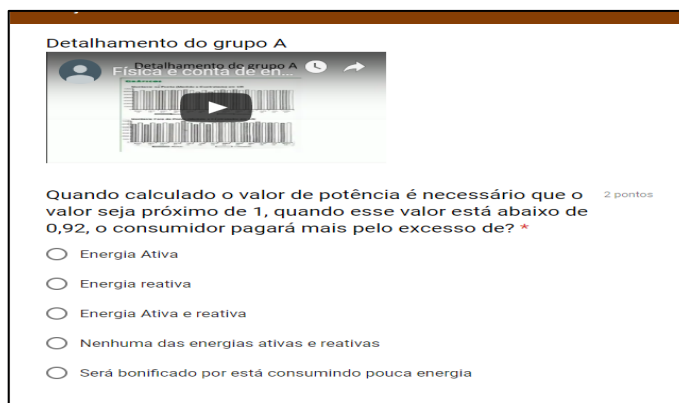 Detalhamento do grupo A
Detalhamento do grupo A
Física e conta de en...
Quando calculado o valor de potência é necessário que o
2 pontos
valor seja próximo de 1, quando esse valor está abaixo de
0,92, o consumidor pagará mais pelo excesso de? *
Energia Ativa
Energia reativa
Energia Ativa e reativa
Nenhuma das energias ativas e reativas
Será bonificado por está consumindo pouca energia